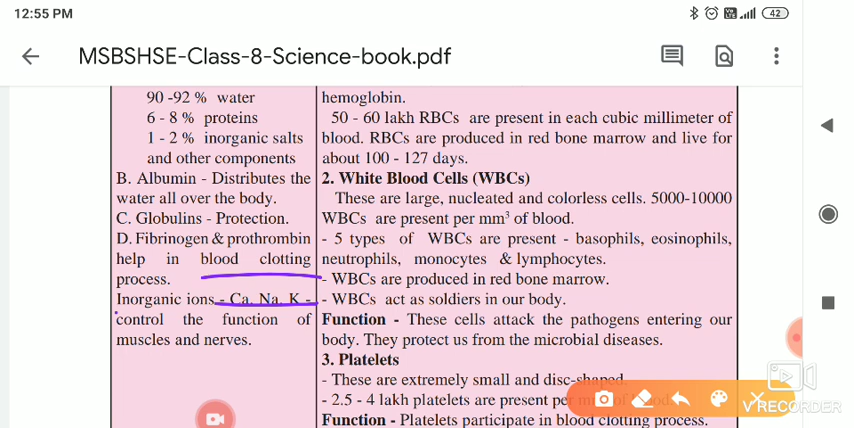 12:55 PM
42
MSBSHSE-Class-8-Science-book.pdf
90 -92 % water
6 - 8 % proteins
1 - 2 % inorganic salts
and other components
B. Albumin - Distributes the
water all over the body.
C. Globulins - Protection.
D. Fibrinogen & prothrombin
help in blood clotting
process.
Inorganic ions - Ca, Na, K -
control the function of
muscles and nerves.
hemoglobin.
50 - 60 lakh RBCs are present in each cubic millimeter of
blood. RBCs are produced in red bone marrow and live for
about 100 - 127 days.
2. White Blood Cells (WBCs)
These are large, nucleated and colorless cells. 5000-10000
WBCs are present per mm³ of blood.
- 5 types of WBCs are present - basophils, eosinophils,
neutrophils, monocytes & lymphocytes.
- WBCs are produced in red bone marrow.
- WBCs act as soldiers in our body.
Function - These cells attack the pathogens entering our
body. They protect us from the microbial diseases.
3. Platelets
- These are extremely small and disc-shaped.
- 2.5 - 4 lakh platelets are present per
Function - Platelets participate in blood clotting process.
VRECORDER